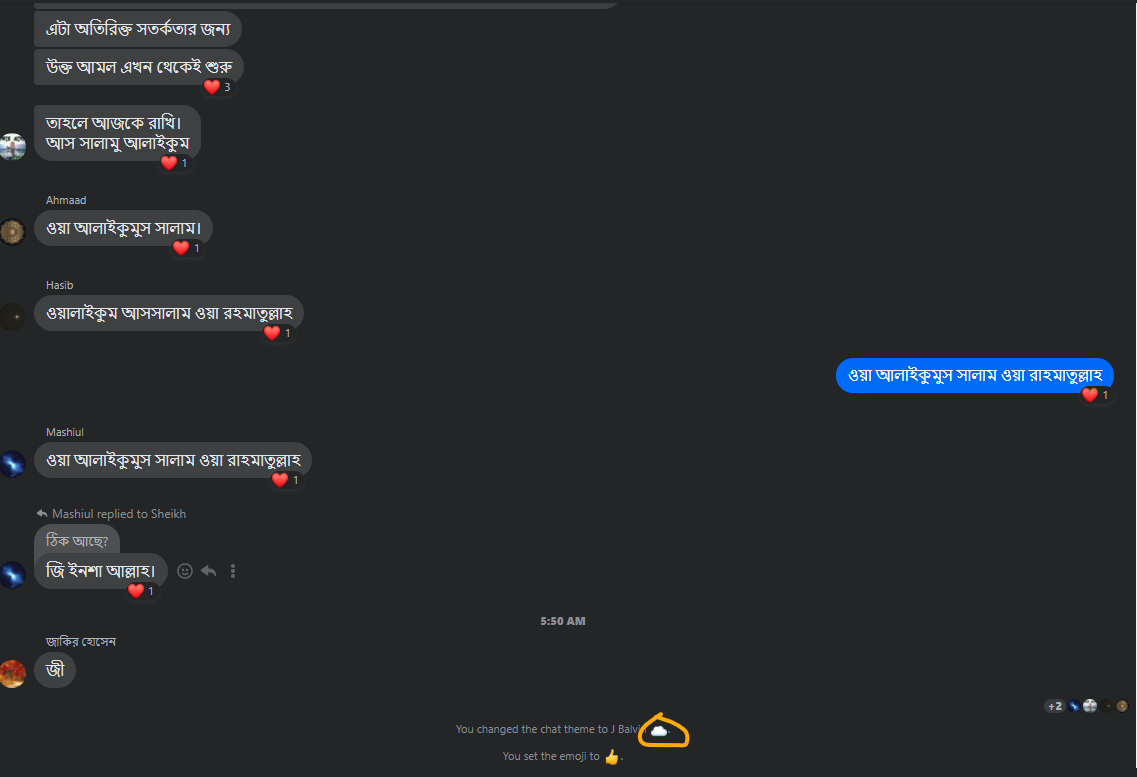 এটা অতিরিক্ত সতর্কতার জন্য
উক্ত আমল এখন থেকেই শুরু
❤️ 3
তাহলে আজকে রাখি।
আস সালামু আলাইকুম
❤️ 1
Ahmaad
ওয়া আলাইকুমুস সালাম।
❤️ 1
Hasib
ওয়ালাইকুম আসসালাম ওয়া রহমাতুল্লাহ
❤️ 1
ওয়া আলাইকুমুস সালাম ওয়া রাহমাতুল্লাহ
❤️ 1
Mashiul
ওয়া আলাইকুমুস সালাম ওয়া রাহমাতুল্লাহ
❤️ 1
Mashiul replied to Sheikh
ঠিক আছে?
জি ইনশা আল্লাহ।
❤️ 1
5:50 AM
জাকির হোসেন
জী
+2
You changed the chat theme to J Balvin ☁️.
You set the emoji to 👍.